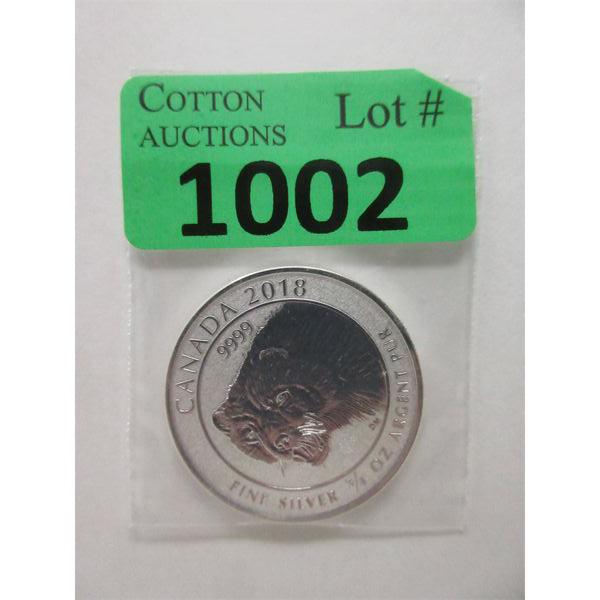 COTTON
AUCTIONS
Lot #
1002
CANADA 2018
9999
FINE SILVER 3/4 OZ ARGENT PUR